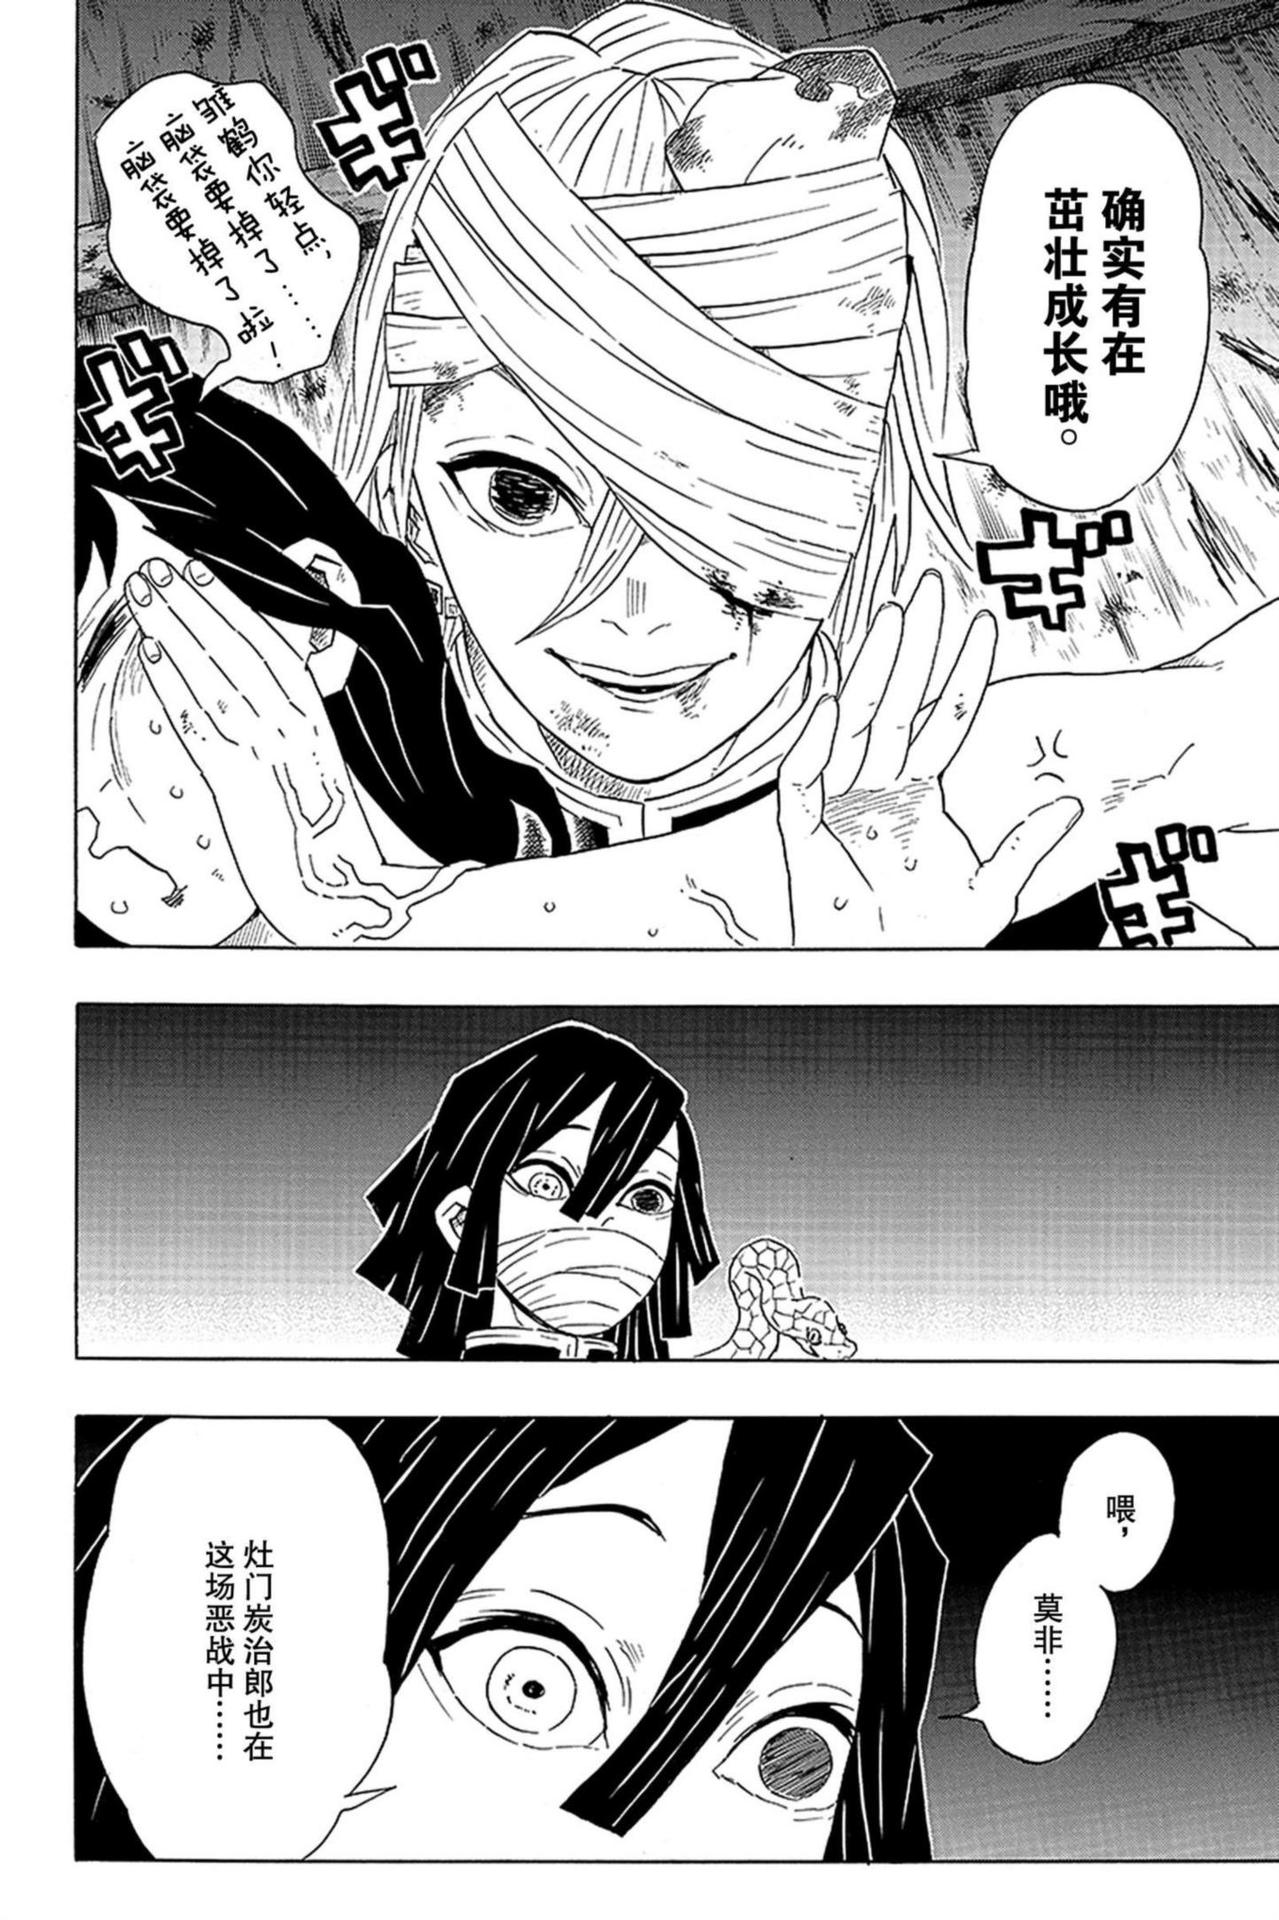 确实有在
茁壮成长哦。
雏鹤你轻点，
脑袋要掉了……
脑袋要掉了啦！
喂，
莫非……
灶门炭治郎也在
这场恶战中……